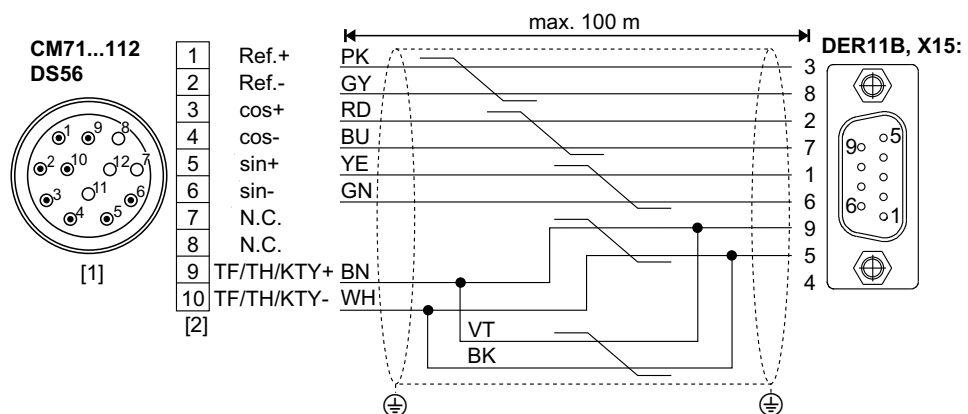 max. 100 m
CM71...112
DS56
DER11B, X15:
1 Ref.+ PK 3
2 Ref.- GY 8
3 cos+ RD 2
4 cos- BU 7
5 sin+ YE 1
6 sin- GN 6
7 N.C. 9
8 N.C. 5
9 TF/TH/KTY+ BN 4
10 TF/TH/KTY- WH
VT
BK
1 9 8
2 10 12 7
11
3 6
4 5
[1]
[2]
9 5
6 1